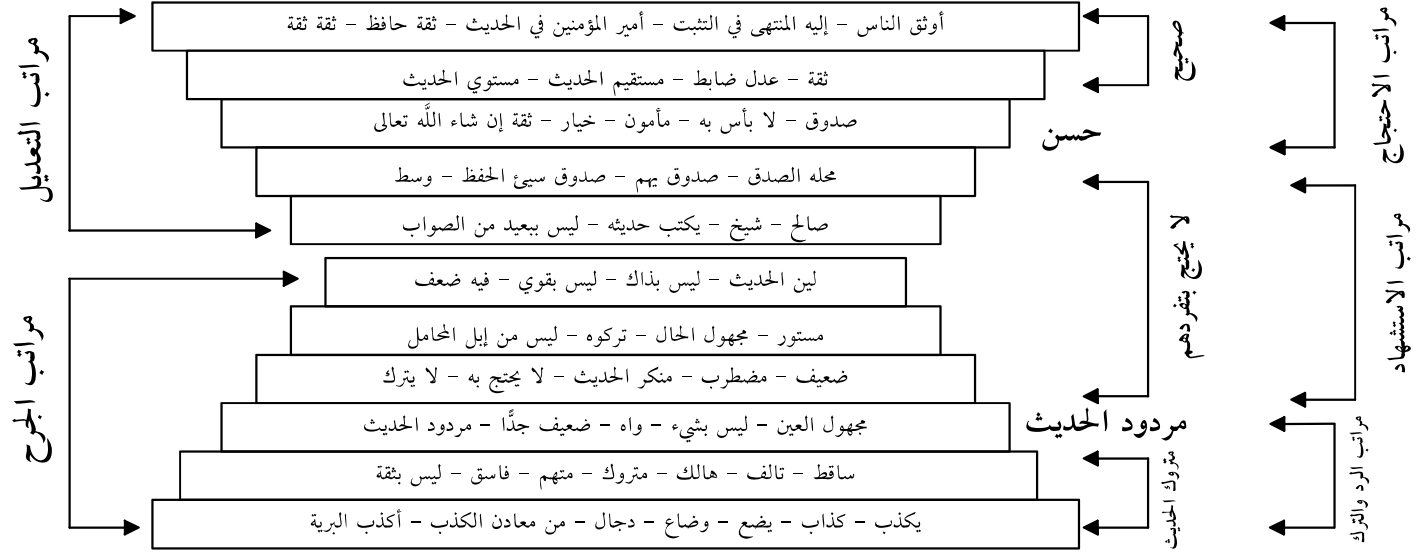 أوثق الناس - إليه المنتهى في التثبت - أمير المؤمنين في الحديث - ثقة حافظ - ثقة ثقة
ثقة - عدل ضابط - مستقيم الحديث - مستوي الحديث
صدوق - لا بأس به - مأمون - خيار - ثقة إن شاء اللَّه تعالى
محله الصدق - صدوق يهم - صدوق سيئ الحفظ - وسط
صالح - شيخ - يكتب حديثه - ليس ببعيد من الصواب
لين الحديث - ليس بذاك - ليس بقوي - فيه ضعف
مستور - مجهول الحال - تركوه - ليس من إبل المحامل
ضعيف - مضطرب - منكر الحديث - لا يحتج به - لا يترك
مجهول العين - ليس بشيء - واه - ضعيف جدًّا - مردود الحديث
ساقط - تالف - هالك - متروك - متهم - فاسق - ليس بثقة
يكذب - كذاب - يضع - وضاع - دجال - من معادن الكذب - أكذب البرية
مراتب الاحتجاج
مراتب الاستشهاد
مراتب الرد والترك
صحيح
حسن
لا يحتج بتفردهم
مردود الحديث
متروك الحديث
مراتب التعديل
مراتب الجرح